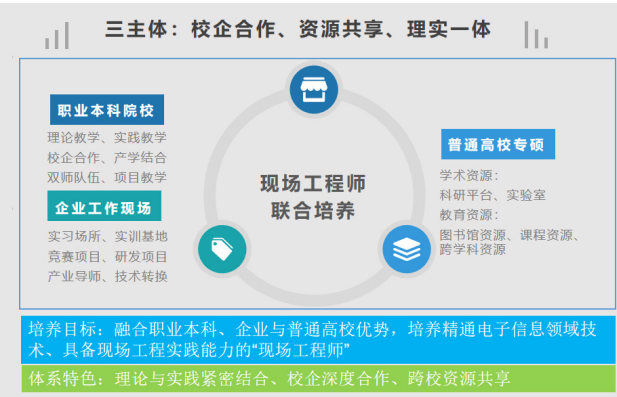 三主体：校企合作、资源共享、理实一体
职业本科院校
理论教学、实践教学
校企合作、产学结合
双师队伍、项目教学
企业工作现场
实习场所、实训基地
竞赛项目、研发项目
产业导师、技术转换
现场工程师
联合培养
普通高校专硕
学术资源：
科研平台、实验室
教育资源：
图书馆资源、课程资源、
跨学科资源
培养目标：融合职业本科、企业与普通高校优势，培养精通电子信息领域技
术、具备现场工程实践能力的“现场工程师”
体系特色：理论与实践紧密结合、校企深度合作、跨校资源共享